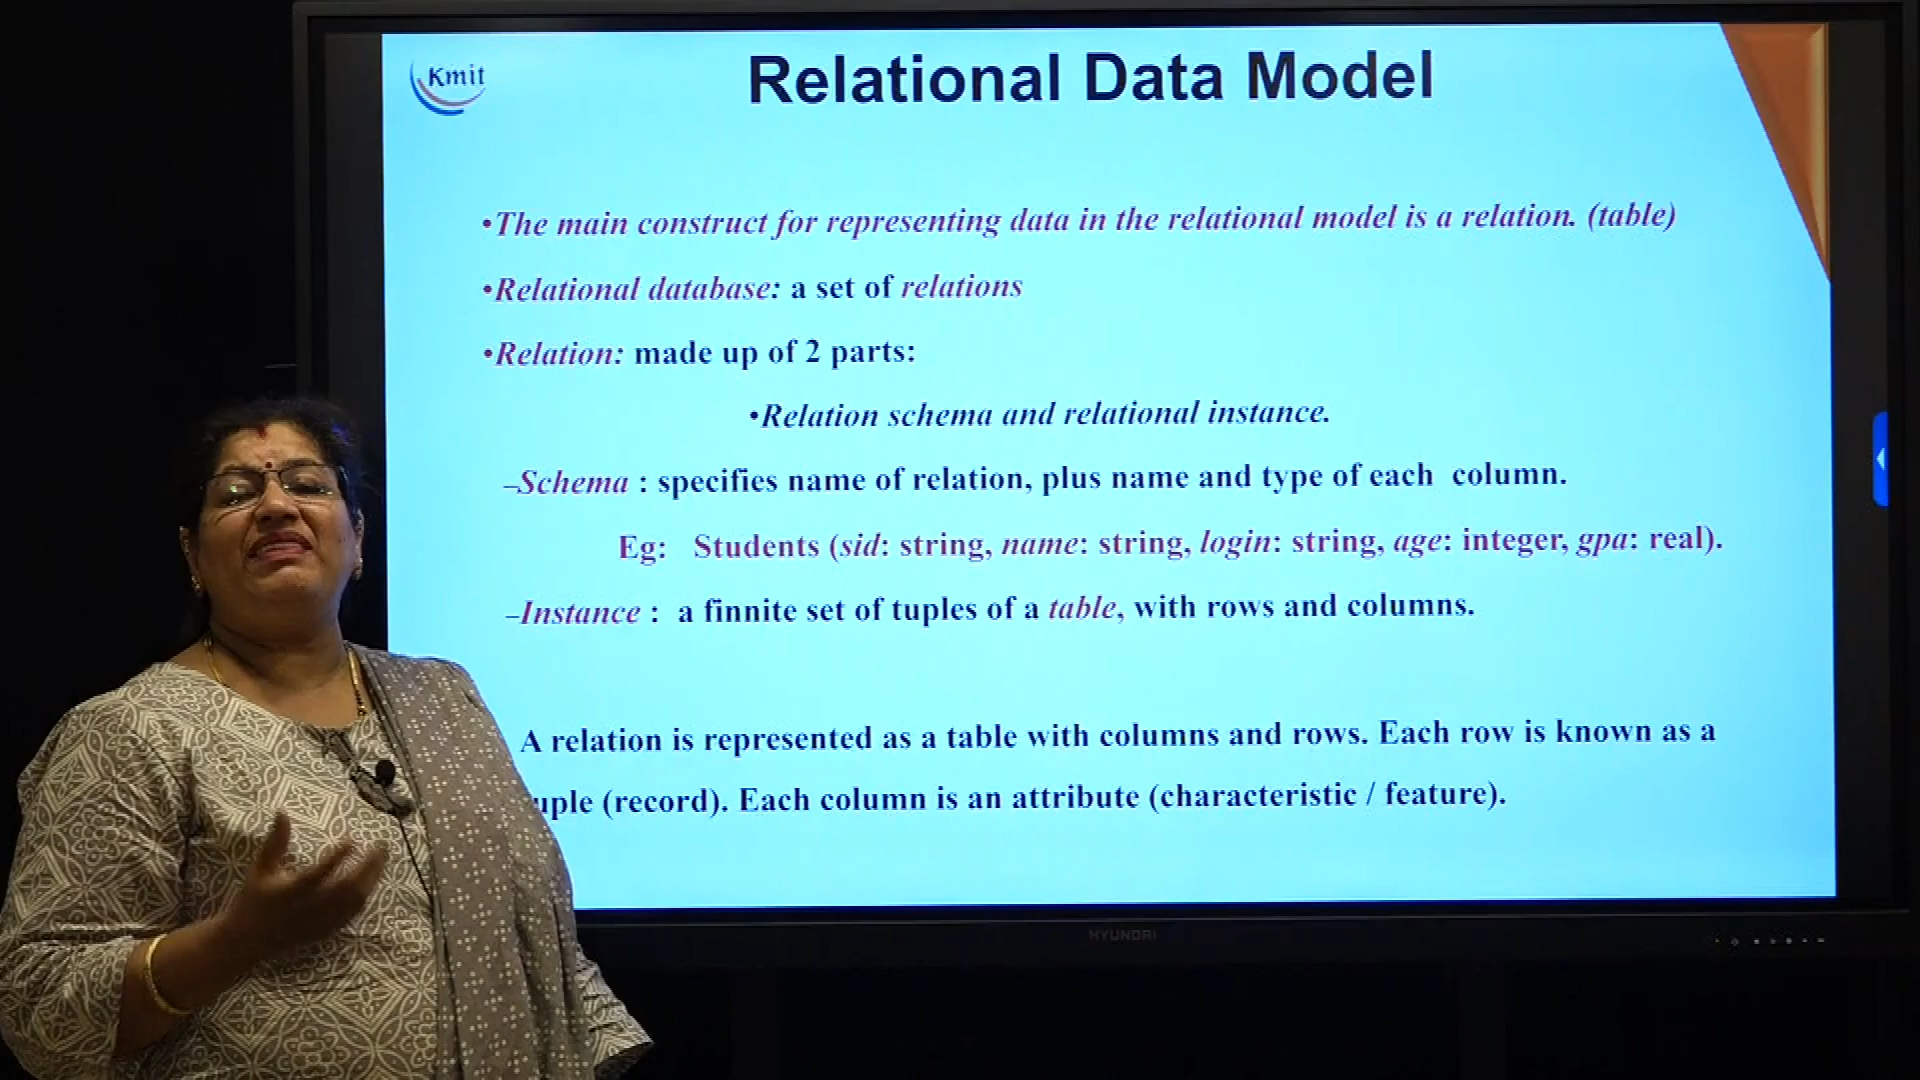 Kmit
Relational Data Model
•The main construct for representing data in the relational model is a relation. (table)
•Relational database: a set of relations
•Relation: made up of 2 parts:
•Relation schema and relational instance.
–Schema : specifies name of relation, plus name and type of each column.
Eg: Students (sid: string, name: string, login: string, age: integer, gpa: real).
–Instance : a finnite set of tuples of a table, with rows and columns.
A relation is represented as a table with columns and rows. Each row is known as a
uple (record). Each column is an attribute (characteristic / feature).
HYUNDAI